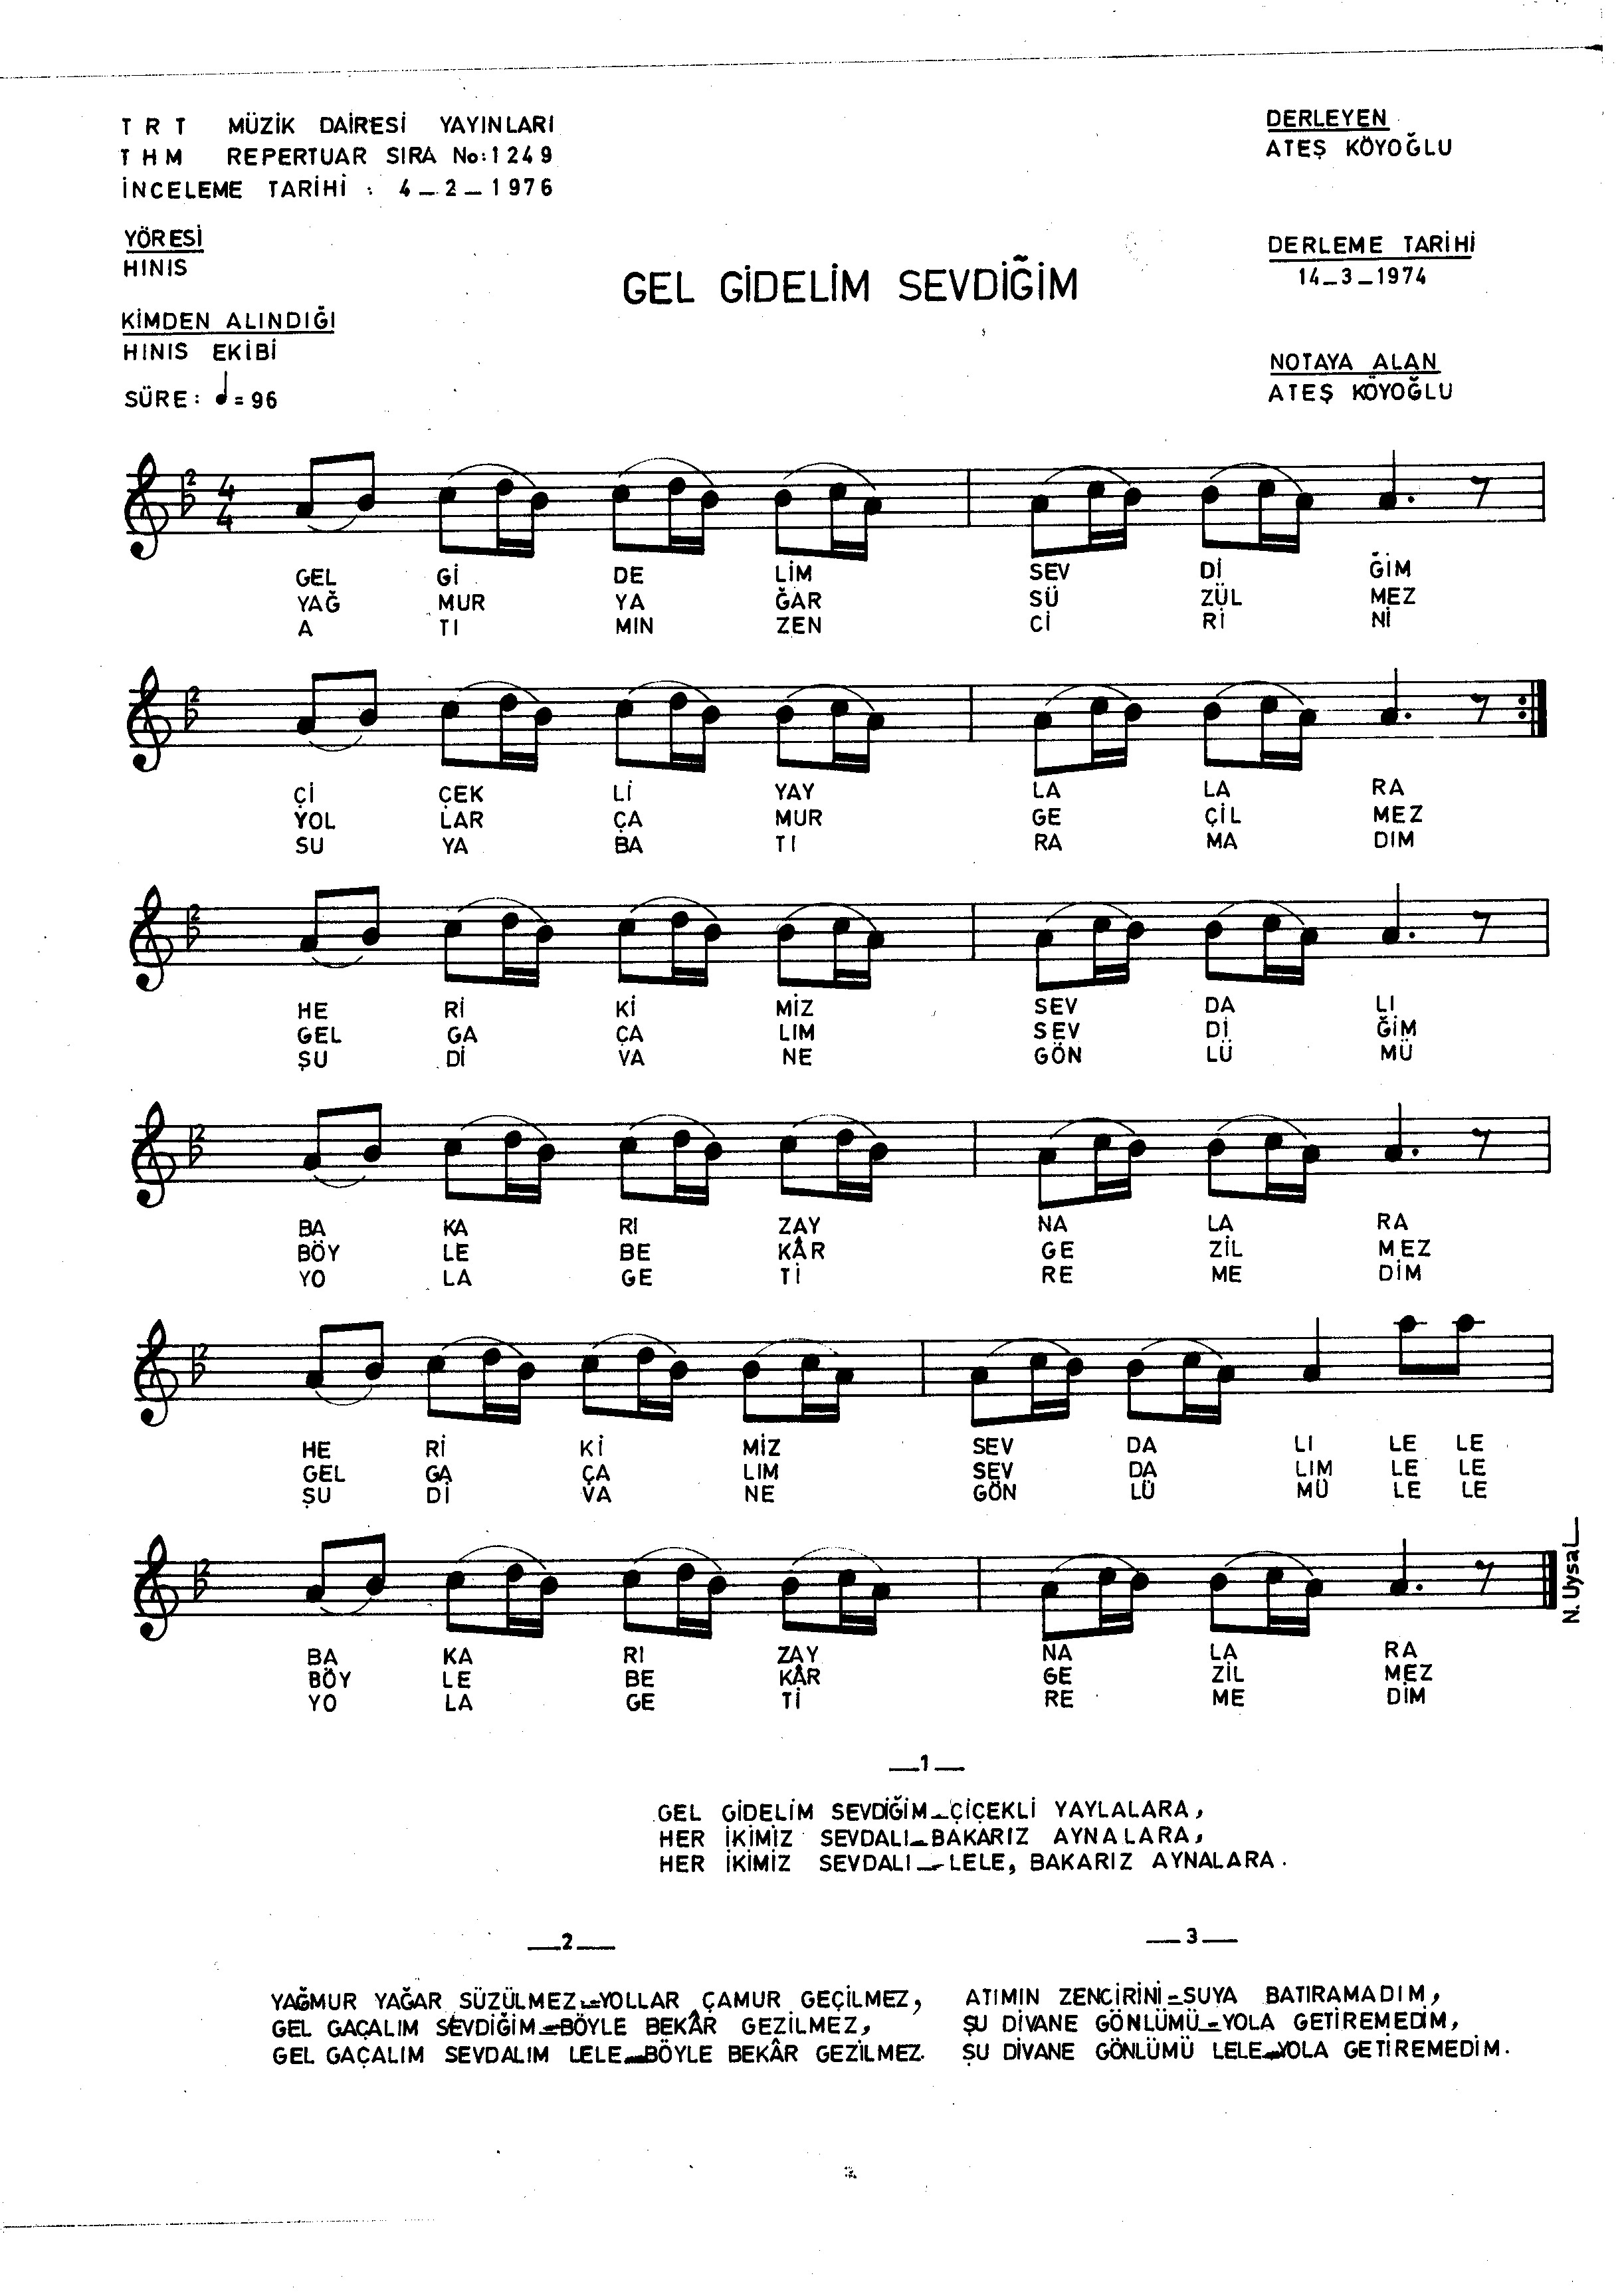 TRT MÜZİK DAİRESİ YAYINLARI
THM REPERTUAR SIRA No:1249
İNCELEME TARİHİ : 4_2_1976
DERLEYEN
ATEŞ KÖYOĞLU
YÖRESİ
HINIS
DERLEME TARİHİ
14_3_1974
GEL GİDELİM SEVDİĞİM
KİMDEN ALINDIĞI
HINIS EKİBİ
SÜRE: ♩=96
NOTAYA ALAN
ATEŞ KÖYOĞLU
2 4/4
GEL Gİ DE LİM SEV Dİ ĞİM
YAĞ MUR YA ĞAR SÜ ZÜL MEZ
A TI MIN ZEN Cİ Rİ Nİ
2
Çİ ÇEK Lİ YAY LA LA RA
YOL LAR ÇA MUR GE ÇİL MEZ
SU YA BA TI RA MA DIM
2
HE Rİ Kİ MİZ SEV DA LI
GEL GA ÇA LIM SEV Dİ ĞİM
ŞU Dİ VA NE GÖN LÜ MÜ
2
BA KA RI ZAY NA LA RA
BÖY LE BE KÂR GE ZİL MEZ
YO LA GE Tİ RE ME DİM
2
HE Rİ Kİ MİZ SEV DA LI LE LE
GEL GA ÇA LIM SEV DA LIM LE LE
ŞU Dİ VA NE GÖN LÜ MÜ LE LE
2
N. Uysal
BA KA RI ZAY NA LA RA
BÖY LE BE KÂR GE ZİL MEZ
YO LA GE Tİ RE ME DİM
_1_
GEL GİDELİM SEVDİĞİM_ÇİÇEKLİ YAYLALARA,
HER İKİMİZ SEVDALI_BAKARIZ AYNALARA,
HER İKİMİZ SEVDALI_LELE, BAKARIZ AYNALARA.
_2_
YAĞMUR YAĞAR SÜZÜLMEZ_YOLLAR ÇAMUR GEÇİLMEZ,
GEL GAÇALIM SEVDİĞİM_BÖYLE BEKÂR GEZİLMEZ,
GEL GAÇALIM SEVDALIM LELE_BÖYLE BEKÂR GEZİLMEZ.
_3_
ATIMIN ZENCİRİNİ_SUYA BATIRAMADIM,
ŞU DİVANE GÖNLÜMÜ_YOLA GETİREMEDİM,
ŞU DİVANE GÖNLÜMÜ LELE_YOLA GETİREMEDİM.